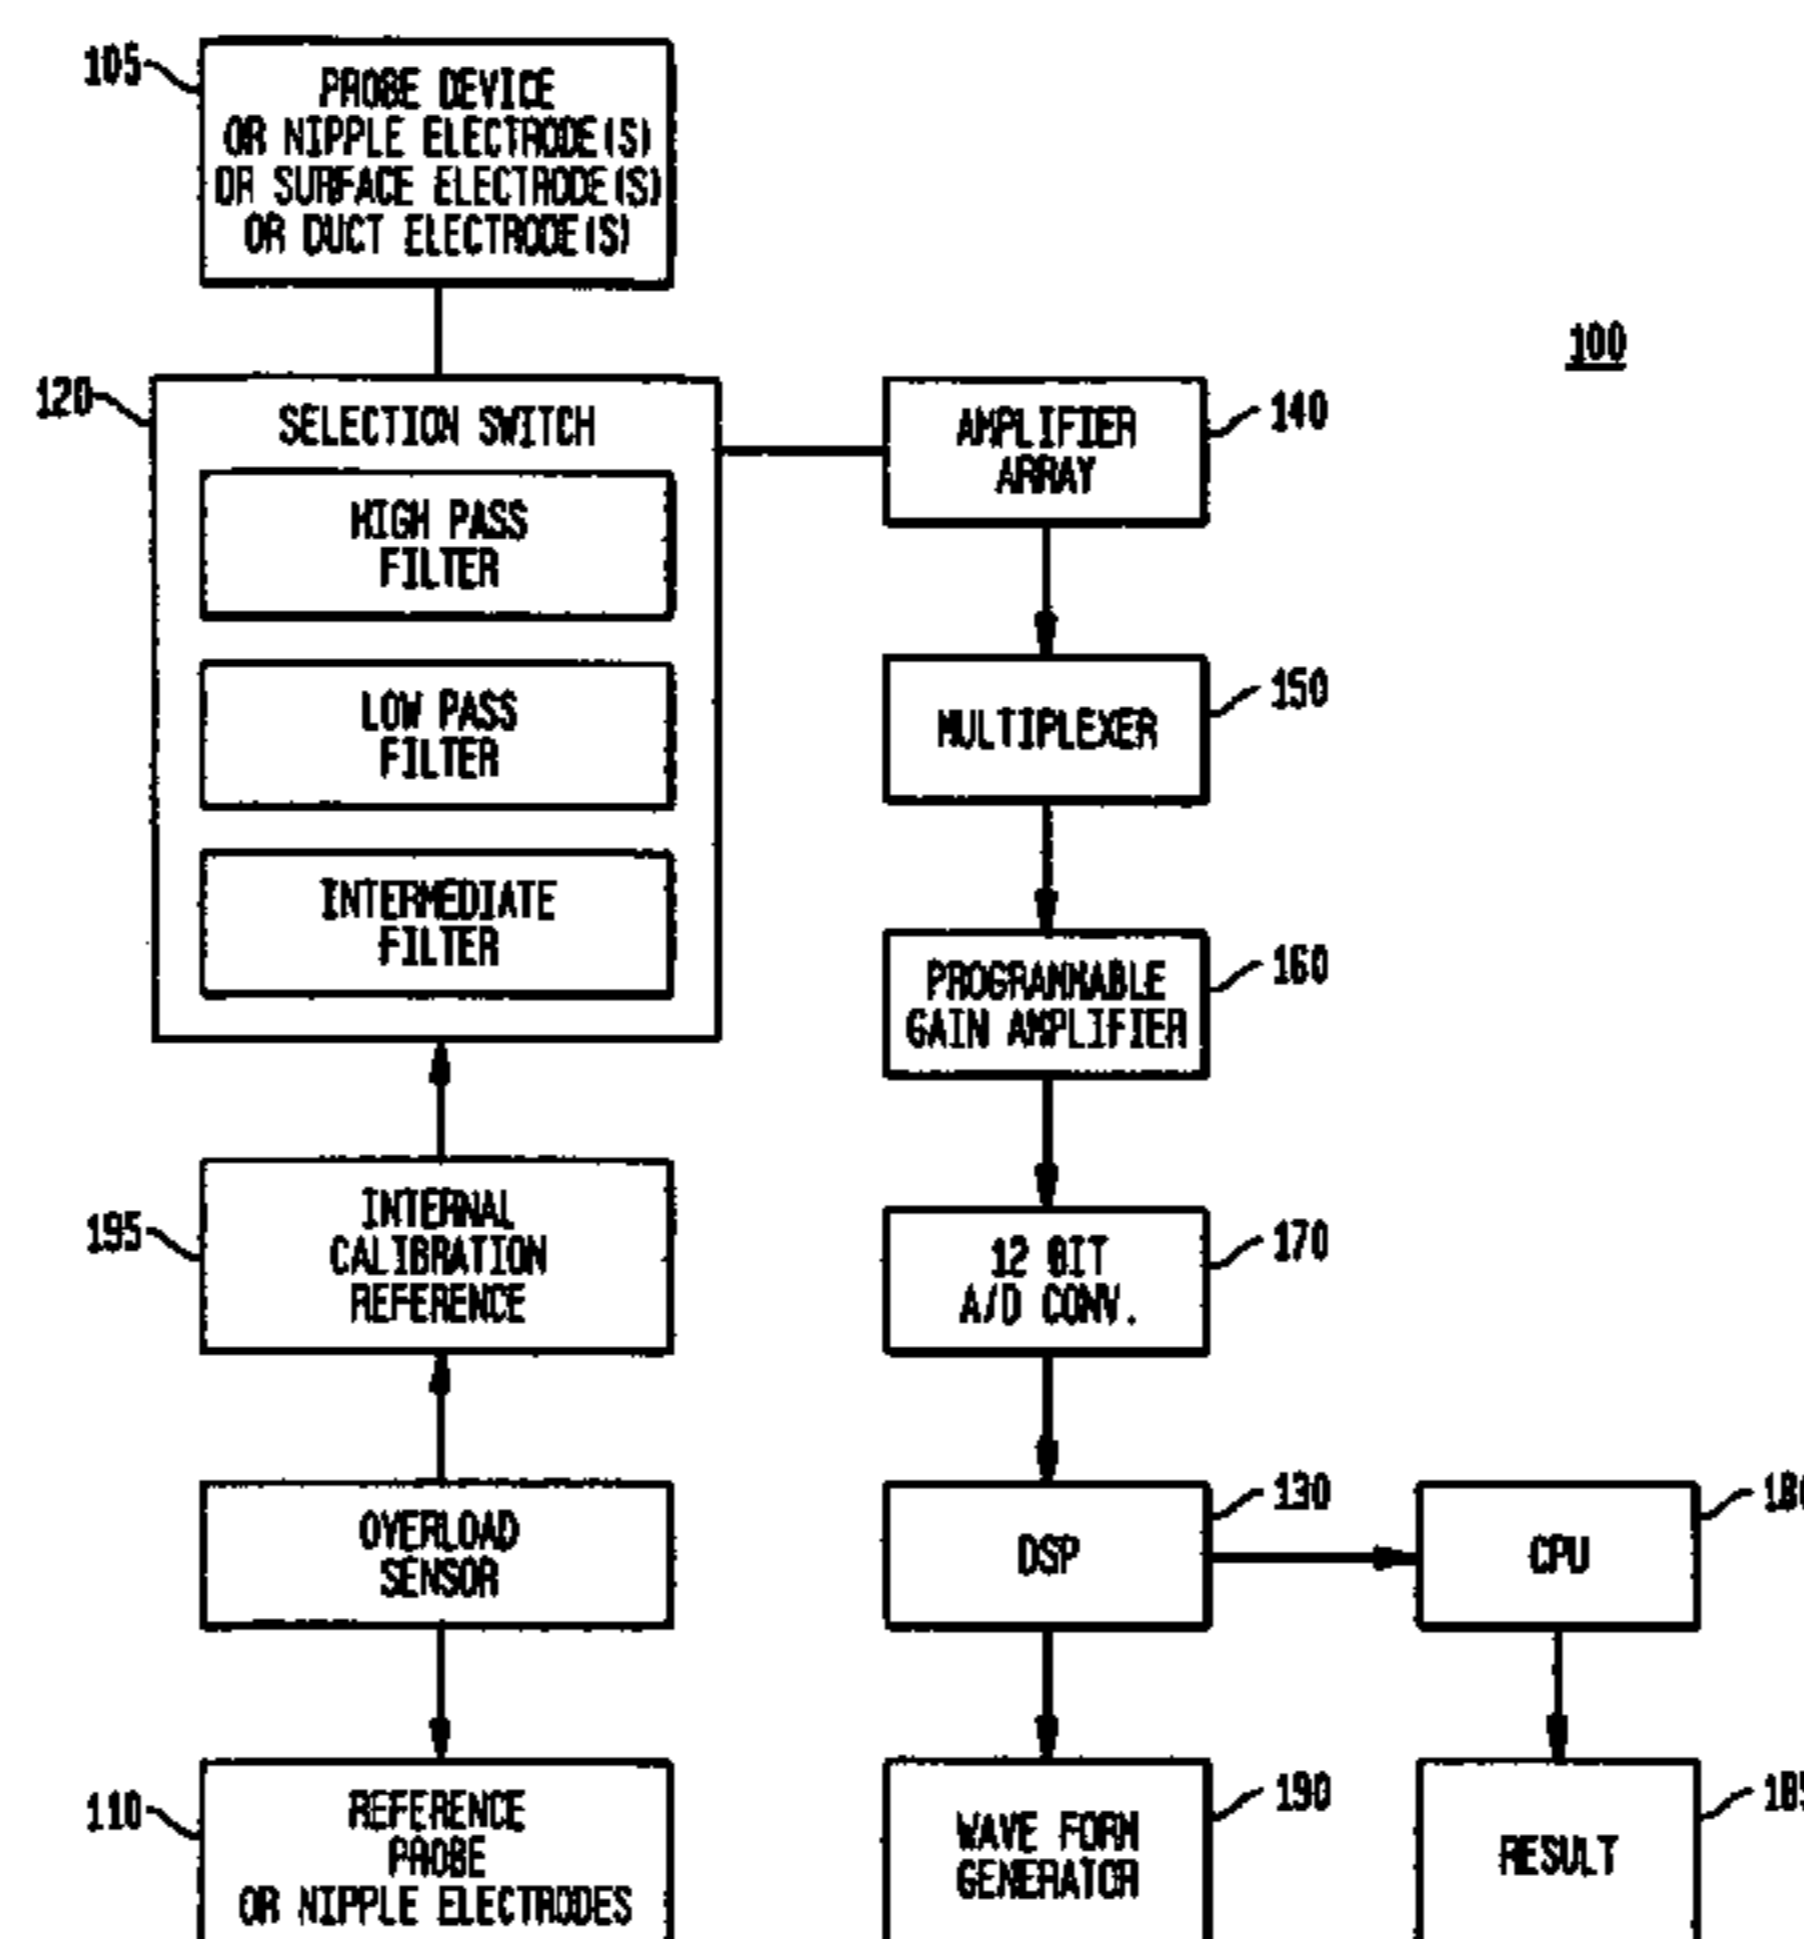 105
PROBE DEVICE
OR NIPPLE ELECTRODE(S)
OR SURFACE ELECTRODE(S)
OR DUCT ELECTRODE(S)
100
120
SELECTION SWITCH
HIGH PASS
FILTER
LOW PASS
FILTER
INTERMEDIATE
FILTER
AMPLIFIER
ARRAY
140
MULTIPLEXER
150
PROGRAMMABLE
GAIN AMPLIFIER
160
195
INTERNAL
CALIBRATION
REFERENCE
12 BIT
A/D CONV.
170
OVERLOAD
SENSOR
DSP
130
CPU
110
REFERENCE
PROBE
OR NIPPLE ELECTRODES
WAVE FORM
GENERATOR
190
RESULT